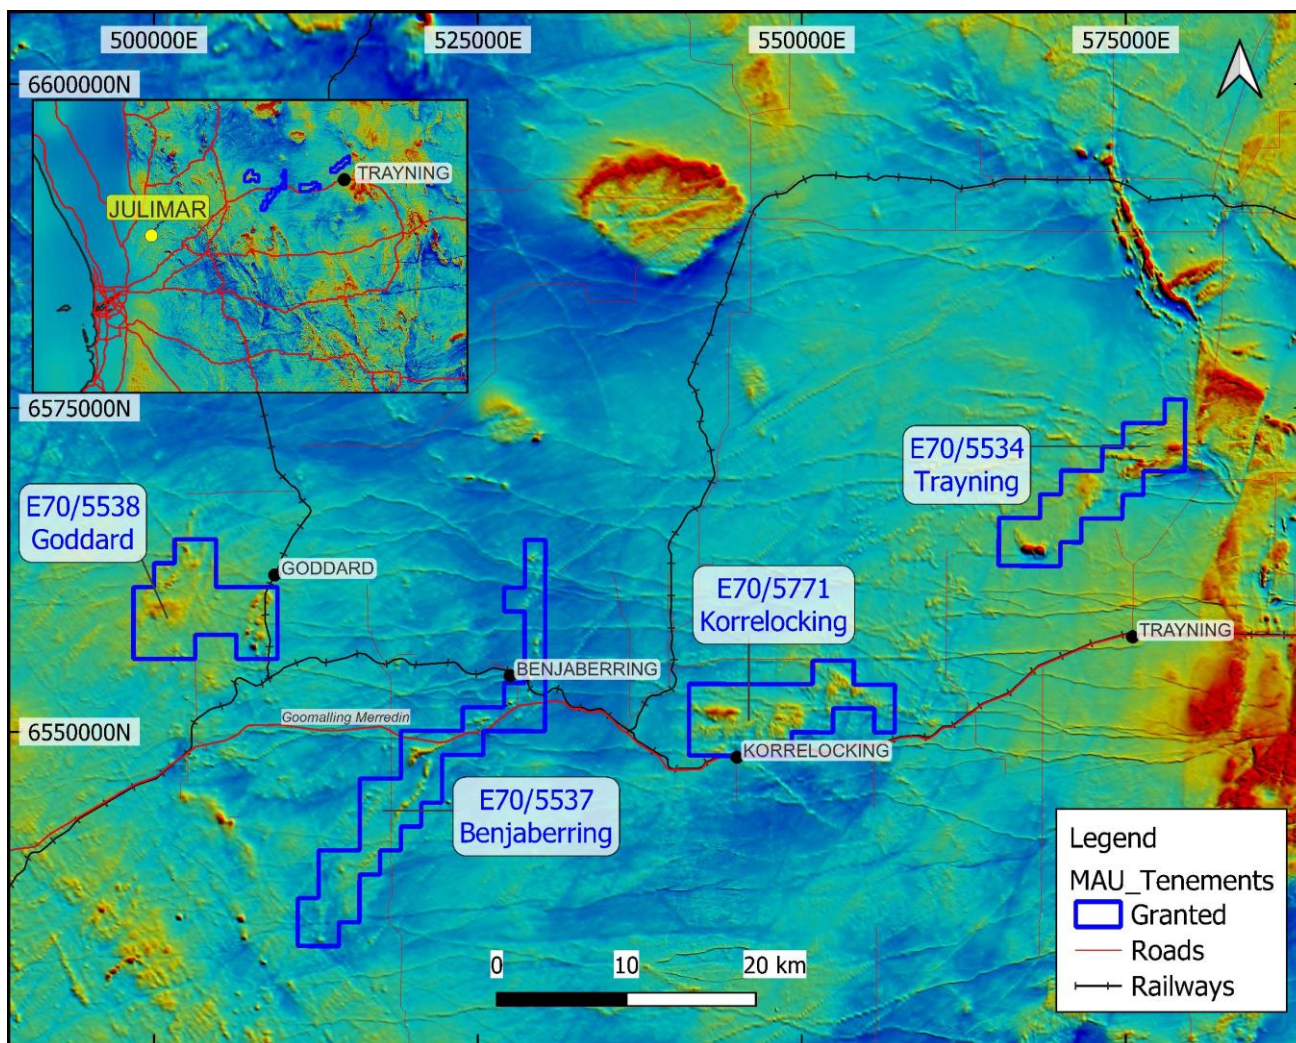 500000E
525000E
550000E
575000E
6600000N
TRAYNING
JULIMAR
6575000N
E70/5534
Trayning
E70/5538
Goddard
GODDARD
E70/5771
Korrelocking
TRAYNING
BENJABERRING
Goomalling Merredin
6550000N
KORRELOCKING
E70/5537
Benjaberring
Legend
MAU_Tenements
Granted
Roads
Railways
0 10 20 km